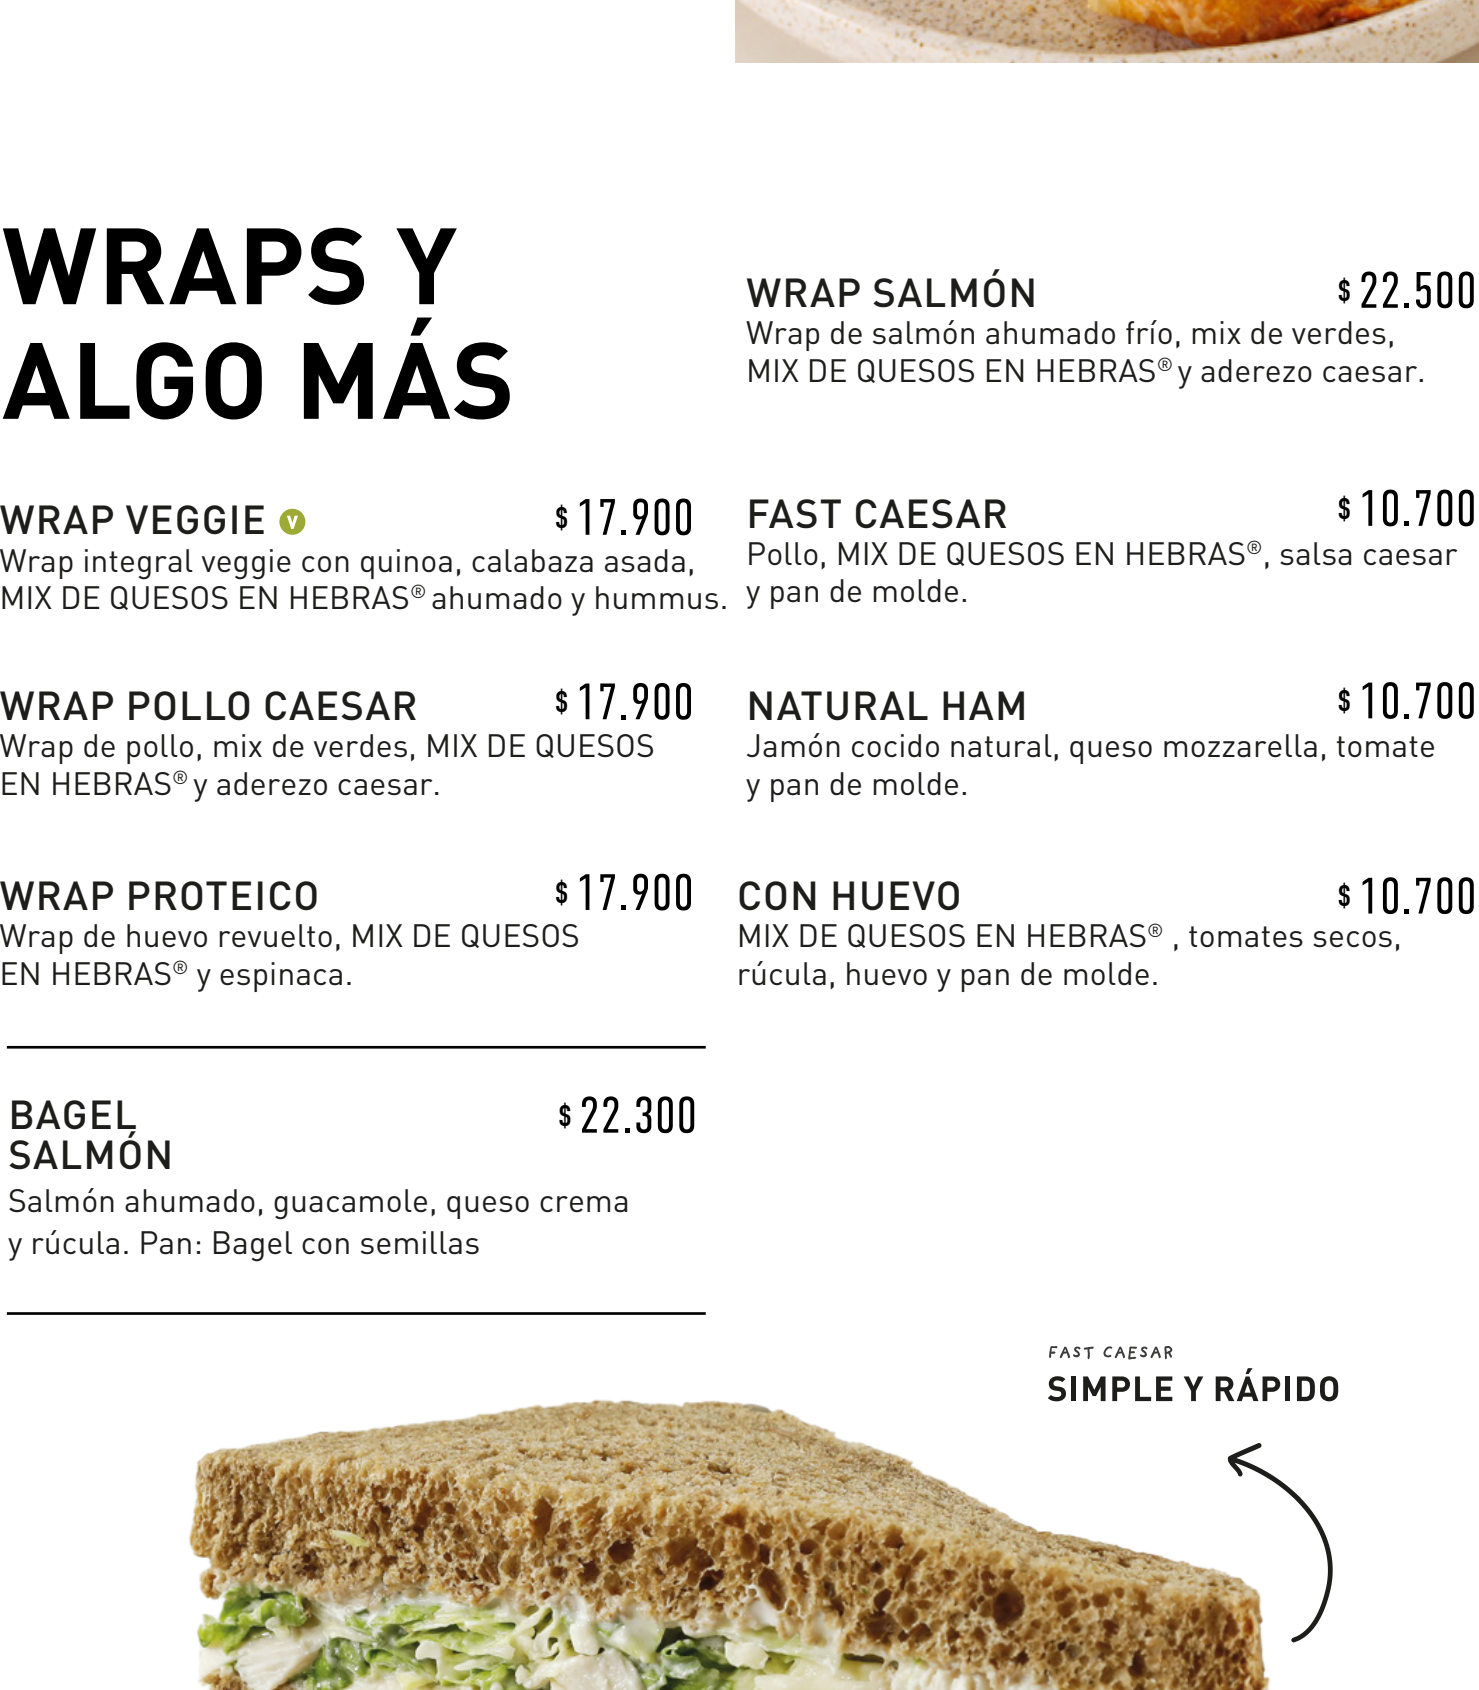 WRAPS Y
ALGO MÁS
WRAP VEGGIE V $ 17.900
Wrap integral veggie con quinoa, calabaza asada,
MIX DE QUESOS EN HEBRAS® ahumado y hummus.
WRAP POLLO CAESAR $ 17.900
Wrap de pollo, mix de verdes, MIX DE QUESOS
EN HEBRAS® y aderezo caesar.
WRAP PROTEICO $ 17.900
Wrap de huevo revuelto, MIX DE QUESOS
EN HEBRAS® y espinaca.
BAGEL $ 22.300
SALMÓN
Salmón ahumado, guacamole, queso crema
y rúcula. Pan: Bagel con semillas
WRAP SALMÓN $ 22.500
Wrap de salmón ahumado frío, mix de verdes,
MIX DE QUESOS EN HEBRAS® y aderezo caesar.
FAST CAESAR $ 10.700
Pollo, MIX DE QUESOS EN HEBRAS®, salsa caesar
y pan de molde.
NATURAL HAM $ 10.700
Jamón cocido natural, queso mozzarella, tomate
y pan de molde.
CON HUEVO $ 10.700
MIX DE QUESOS EN HEBRAS® , tomates secos,
rúcula, huevo y pan de molde.
FAST CAESAR
SIMPLE Y RÁPIDO